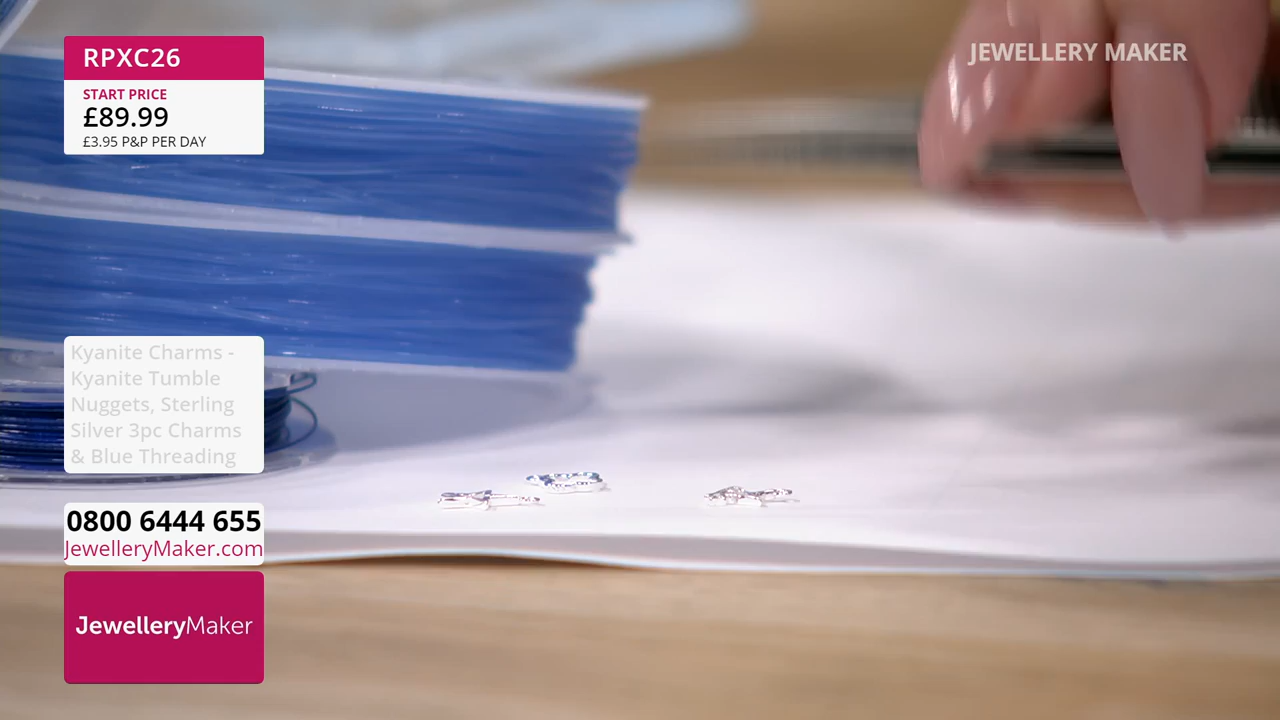 RPXC26
START PRICE
£89.99
£3.95 P&P PER DAY
JEWELLERY MAKER
Kyanite Charms -
Kyanite Tumble
Nuggets, Sterling
Silver 3pc Charms
& Blue Threading
0800 6444 655
JewelleryMaker.com
JewelleryMaker